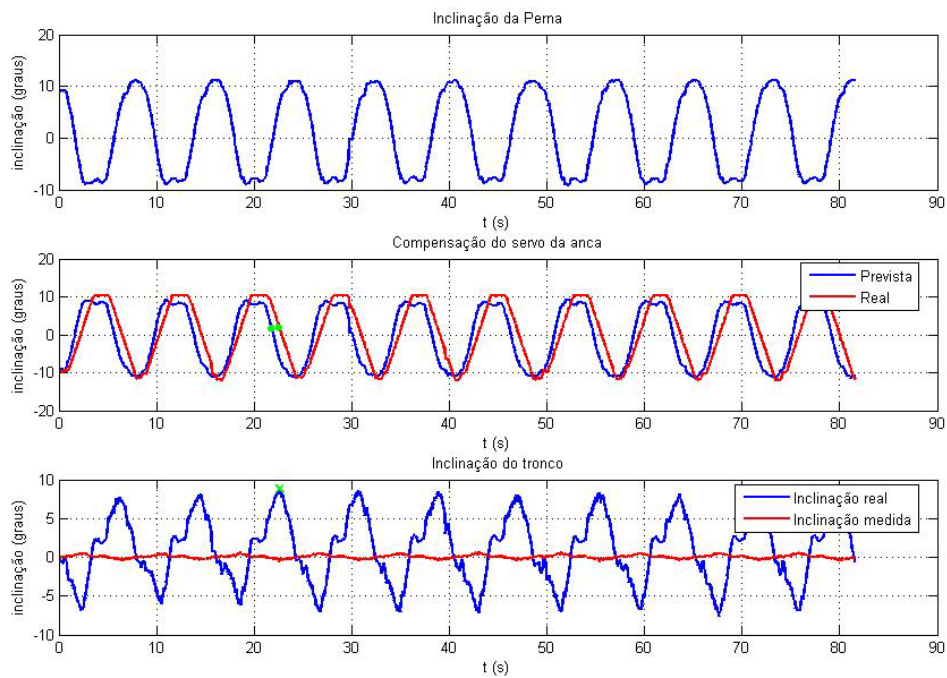 Inclinação da Perna
inclinação (graus)
20
10
0
-10
0 10 20 30 40 50 60 70 80 90
t (s)
Compensação do servo da anca
inclinação (graus)
20
10
0
-10
-20
Prevista
Real
0 10 20 30 40 50 60 70 80 90
t (s)
Inclinação do tronco
inclinação (graus)
10
5
0
-5
-10
Inclinação real
Inclinação medida
0 10 20 30 40 50 60 70 80 90
t (s)